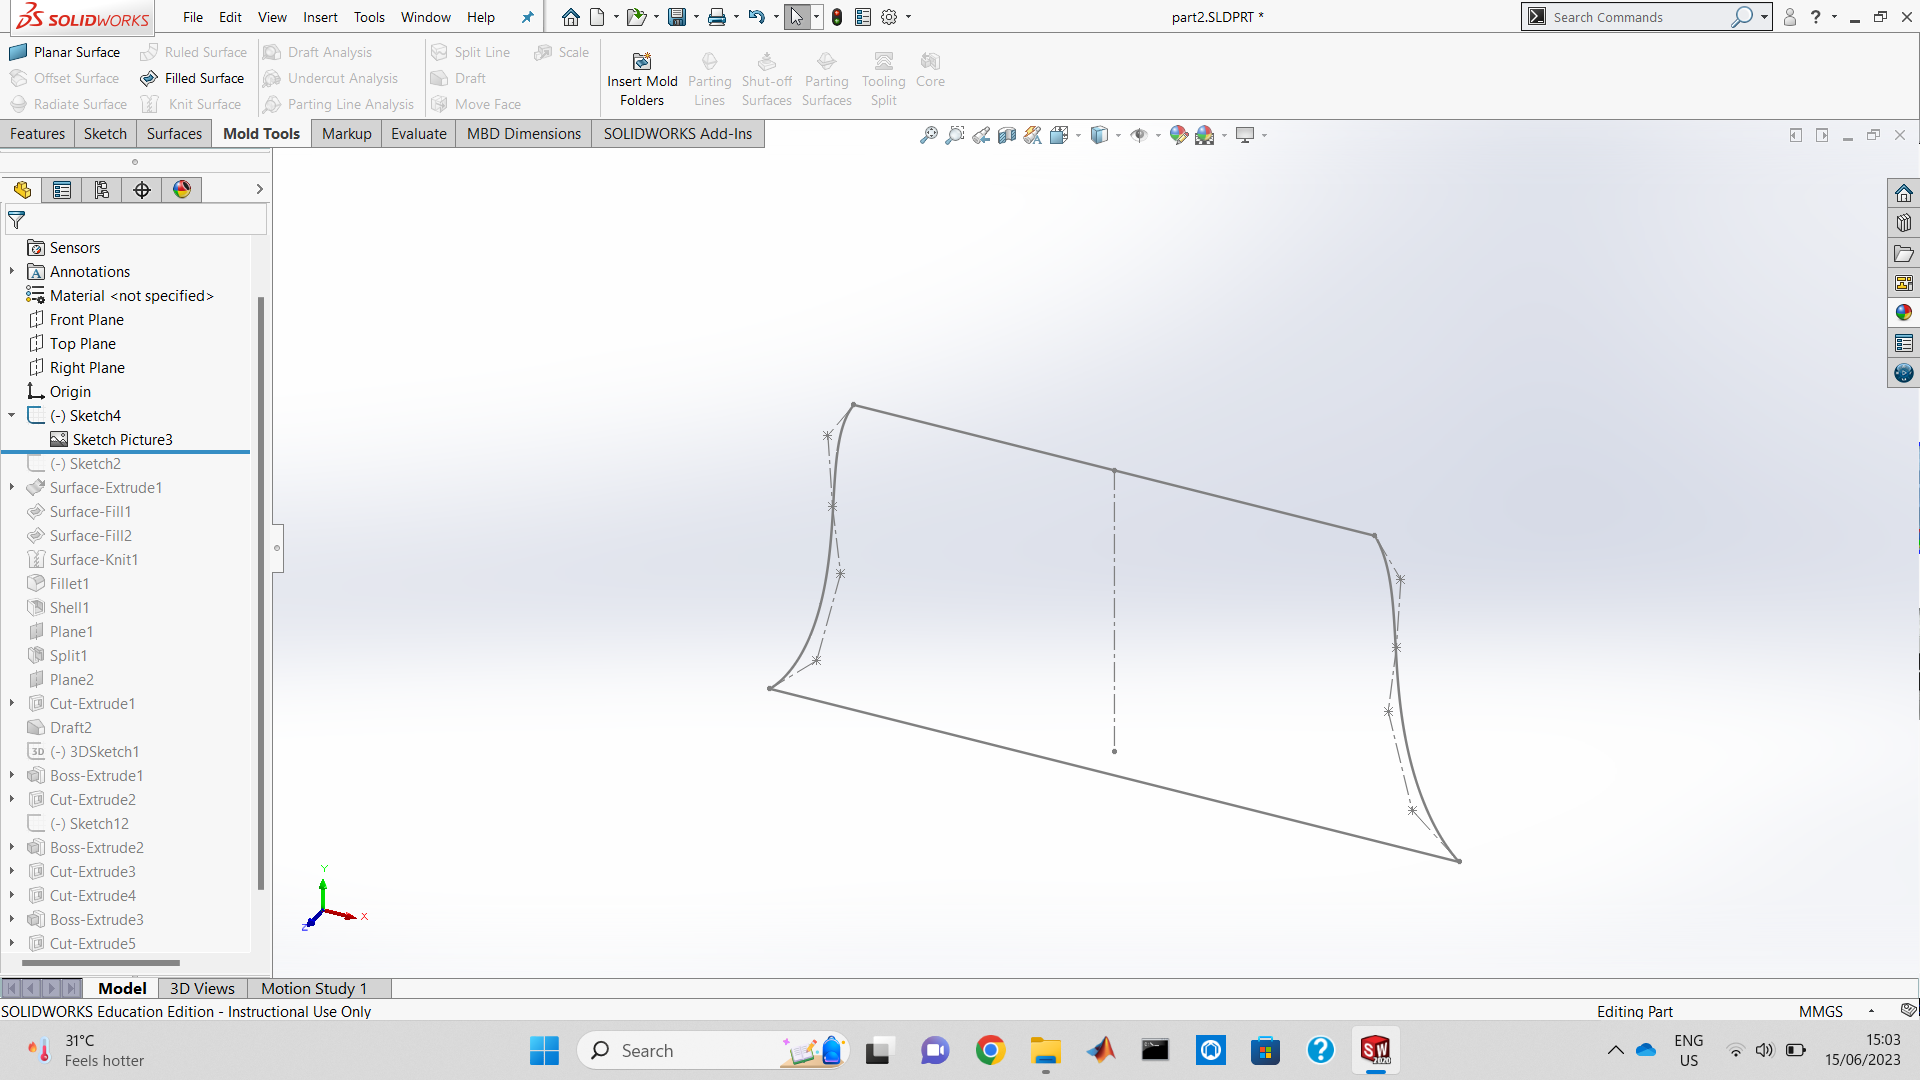 SOLIDWORKS File Edit View Insert Tools Window Help part2.SLDPRT * Search Commands ?
Planar Surface Ruled Surface Draft Analysis Split Line Scale
Offset Surface Filled Surface Undercut Analysis Draft
Radiate Surface Knit Surface Parting Line Analysis Move Face
Insert Mold Folders
Parting Lines
Shut-off Surfaces
Parting Surfaces
Tooling Split
Core
Features Sketch Surfaces Mold Tools Markup Evaluate MBD Dimensions SOLIDWORKS Add-Ins
Sensors
Annotations
Material <not specified>
Front Plane
Top Plane
Right Plane
Origin
(-) Sketch4
Sketch Picture3
(-) Sketch2
Surface-Extrude1
Surface-Fill1
Surface-Fill2
Surface-Knit1
Fillet1
Shell1
Plane1
Split1
Plane2
Cut-Extrude1
Draft2
3D (-) 3DSketch1
Boss-Extrude1
Cut-Extrude2
(-) Sketch12
Boss-Extrude2
Cut-Extrude3
Cut-Extrude4
Boss-Extrude3
Cut-Extrude5
Y
X
Z
Model 3D Views Motion Study 1
SOLIDWORKS Education Edition - Instructional Use Only Editing Part MMGS
31°C
Feels hotter
Search
SW
2020
ENG
US
15:03
15/06/2023